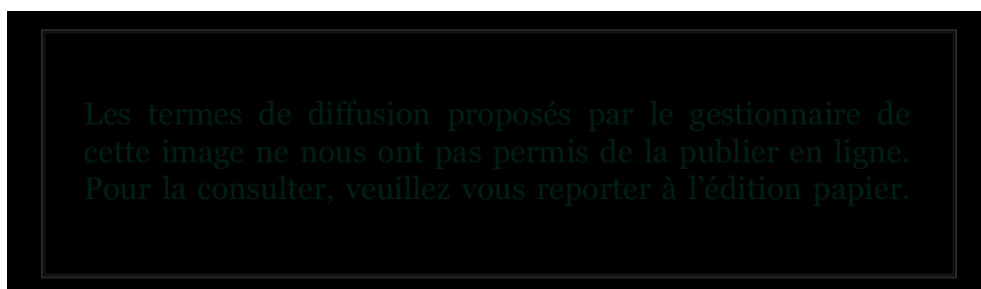 Les termes de diffusion proposés par le gestionnaire de
cette image ne nous ont pas permis de la publier en ligne.
Pour la consulter, veuillez vous reporter à l’édition papier.